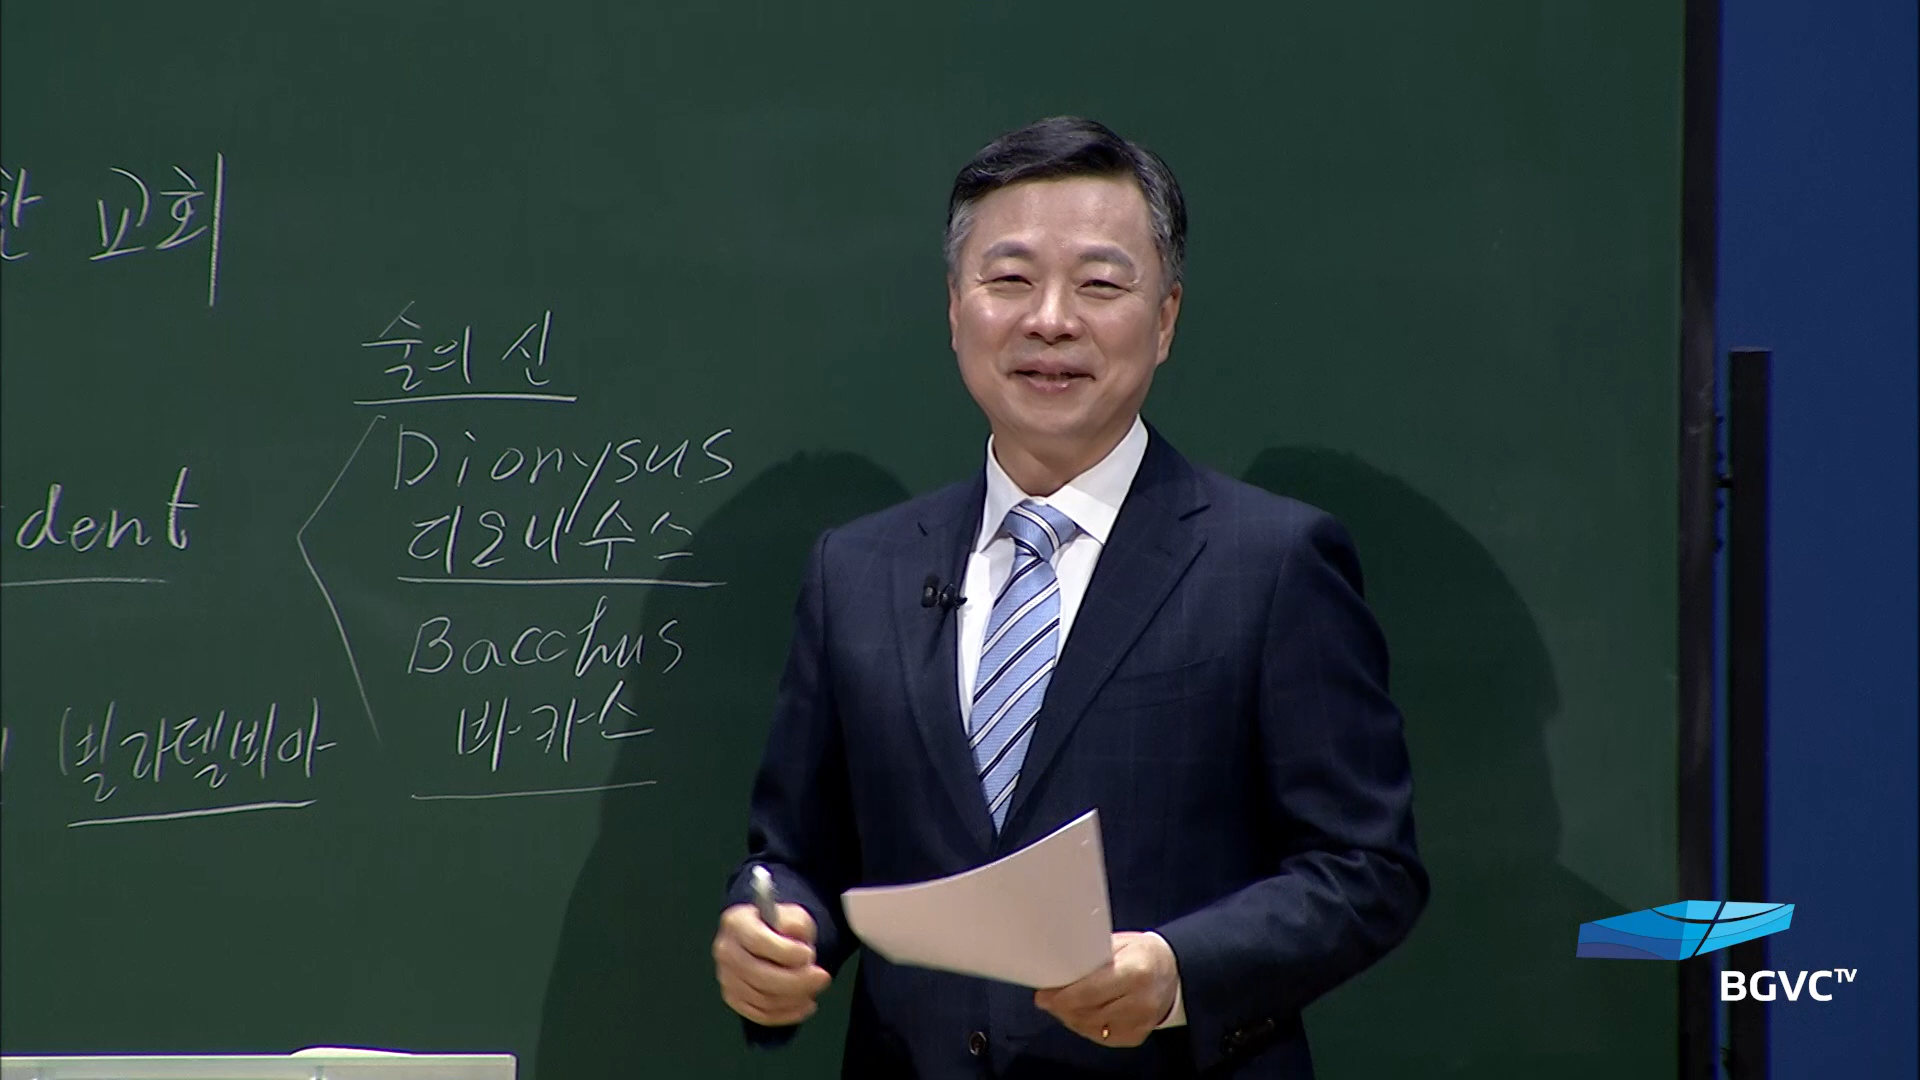 한 교회
술의 신
Dionysus
dent
디오니수스
Bacchus
바카스
(빌라델비아
BGVC TV